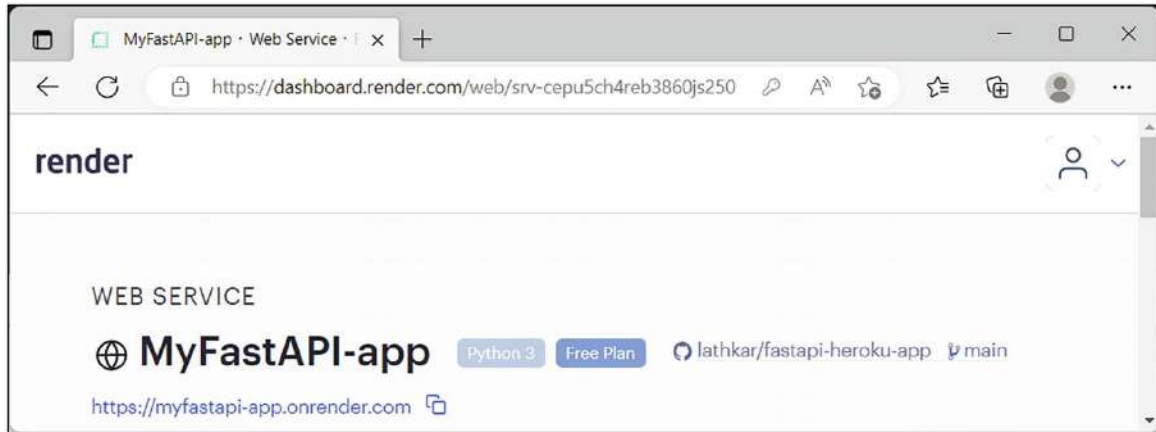 MyFastAPI-app · Web Service ·
https://dashboard.render.com/web/srv-cepu5ch4reb3860js250
render
WEB SERVICE
MyFastAPI-app Python 3 Free Plan lathkar/fastapi-heroku-app main
https://myfastapi-app.onrender.com